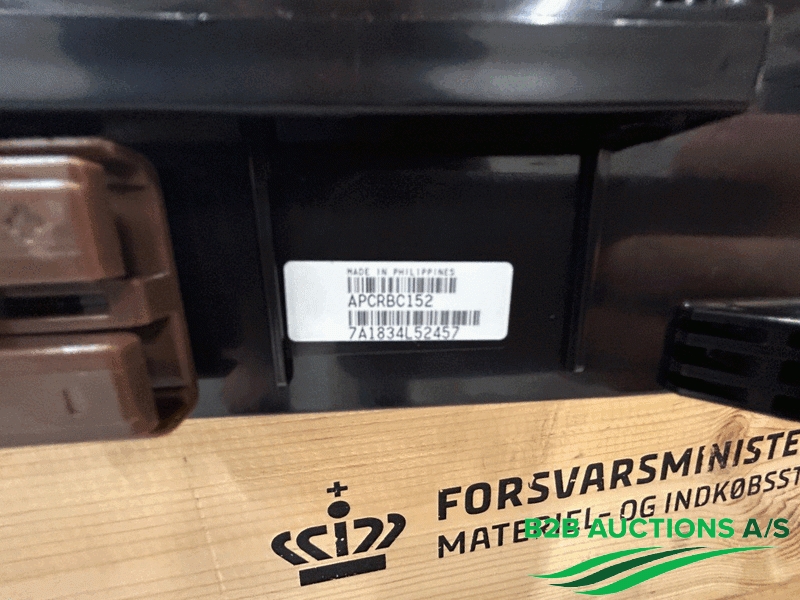 MADE IN PHILIPPINES
APCRBC152
7A1834L52457
FORSVARSMINISTE
MATERIEL- OG INDKØBSST
B2B AUCTIONS A/S